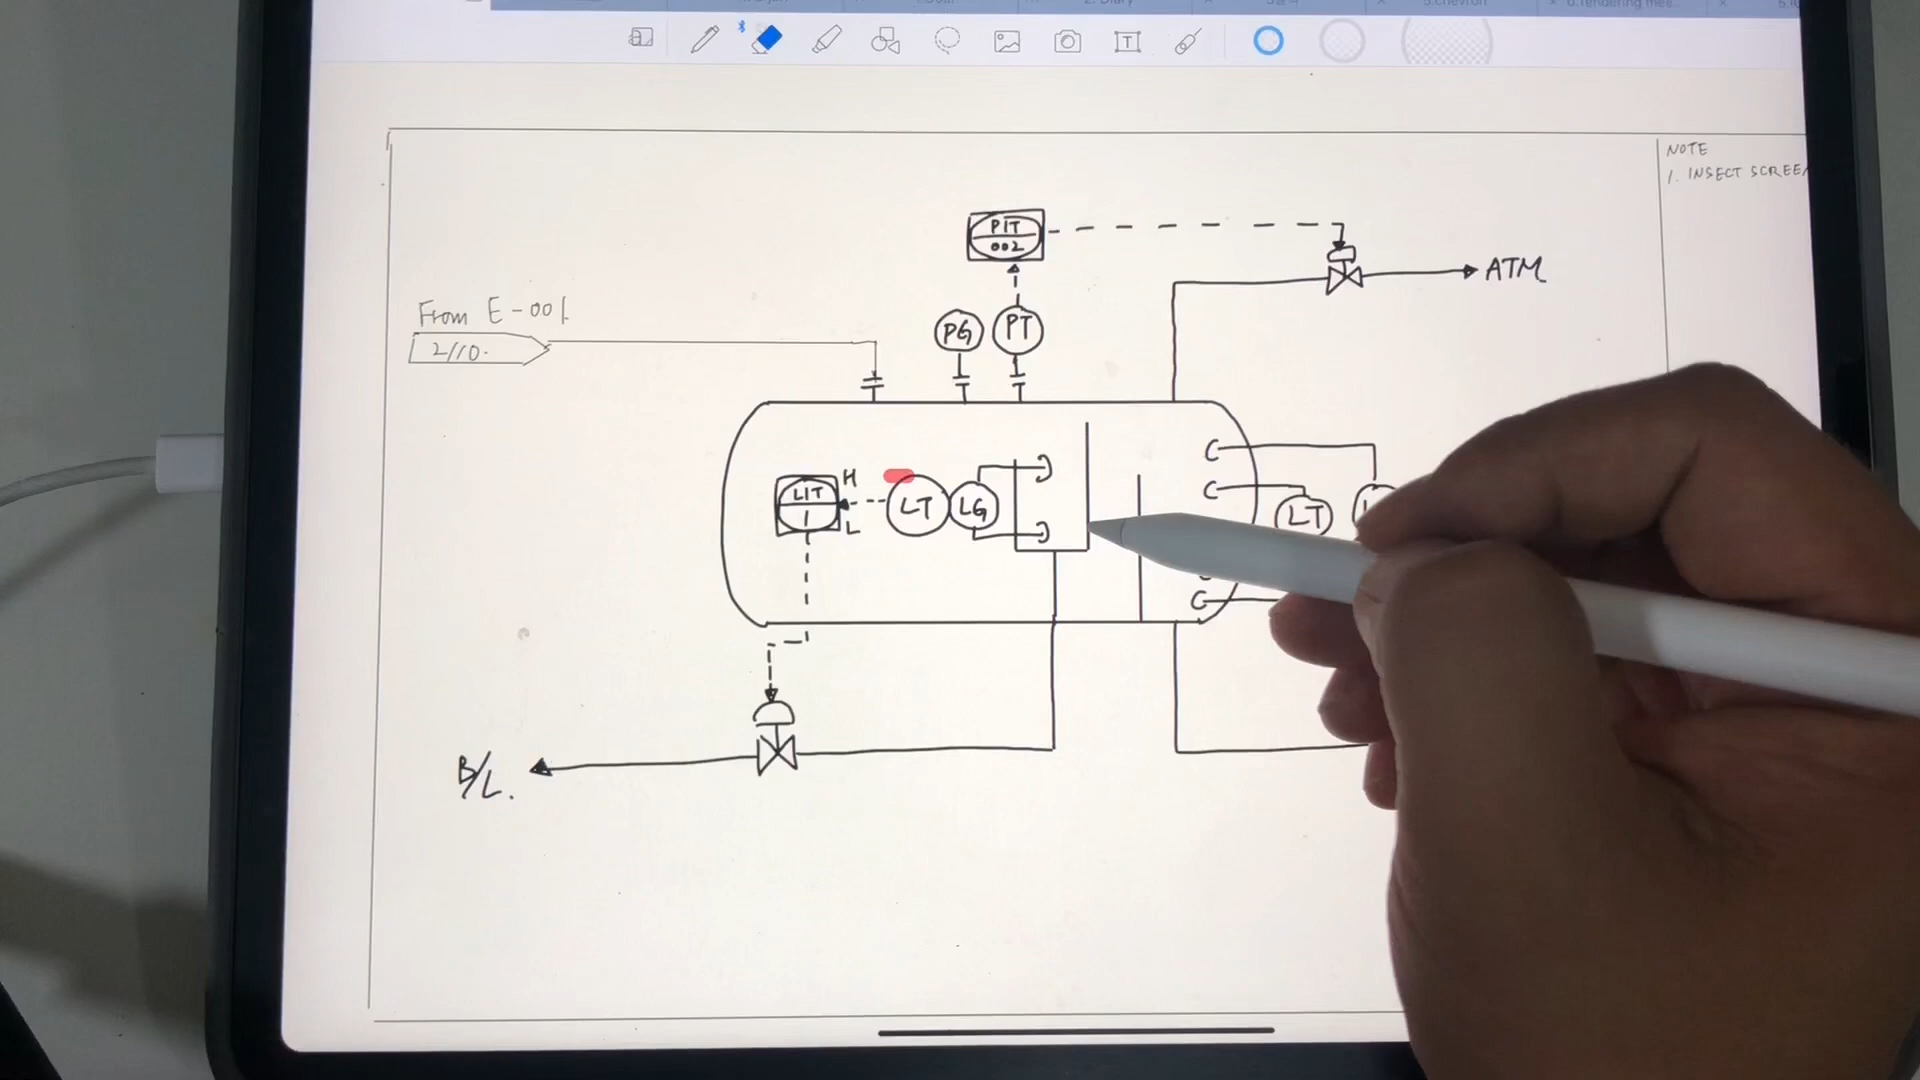 NOTE
1. INSECT SCREEN
PIT
002
ATM
From E-001
2/10.
PG
PT
H
LIT
LT
LG
L
LT
B/L.
T